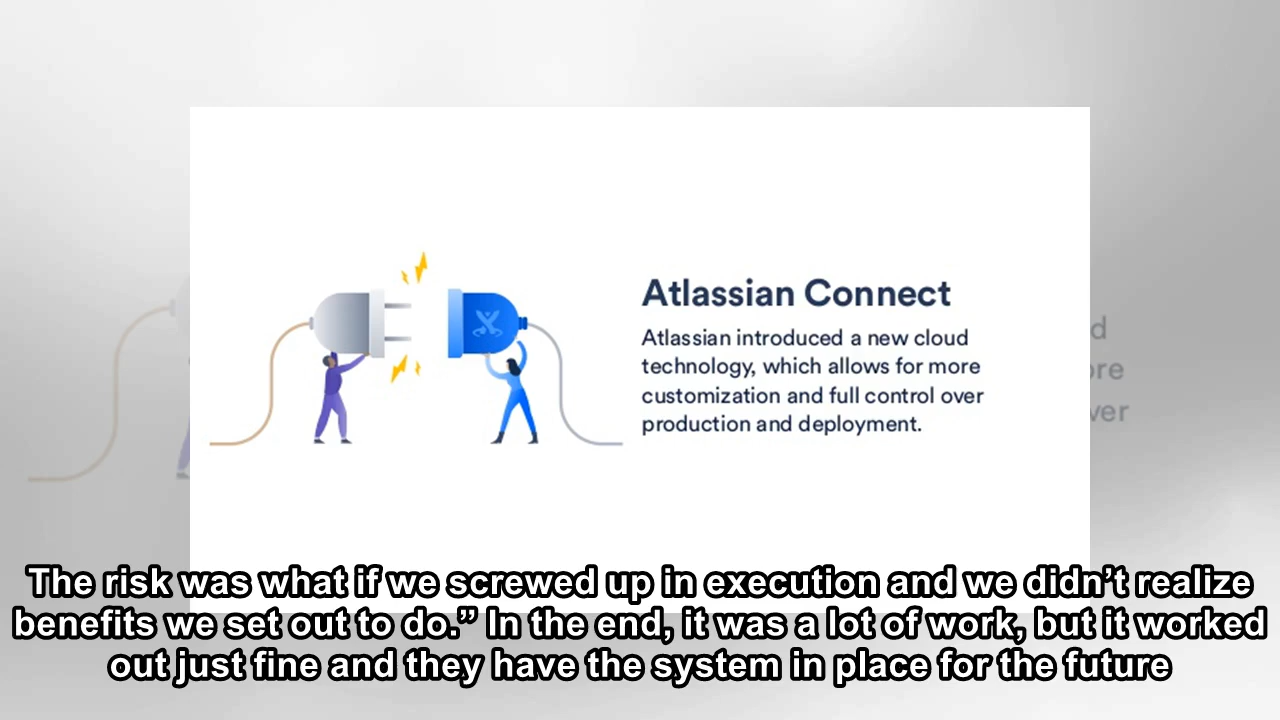 Atlassian Connect
Atlassian introduced a new cloud
technology, which allows for more
customization and full control over
production and deployment.
The risk was what if we screwed up in execution and we didn’t realize
benefits we set out to do.” In the end, it was a lot of work, but it worked
out just fine and they have the system in place for the future